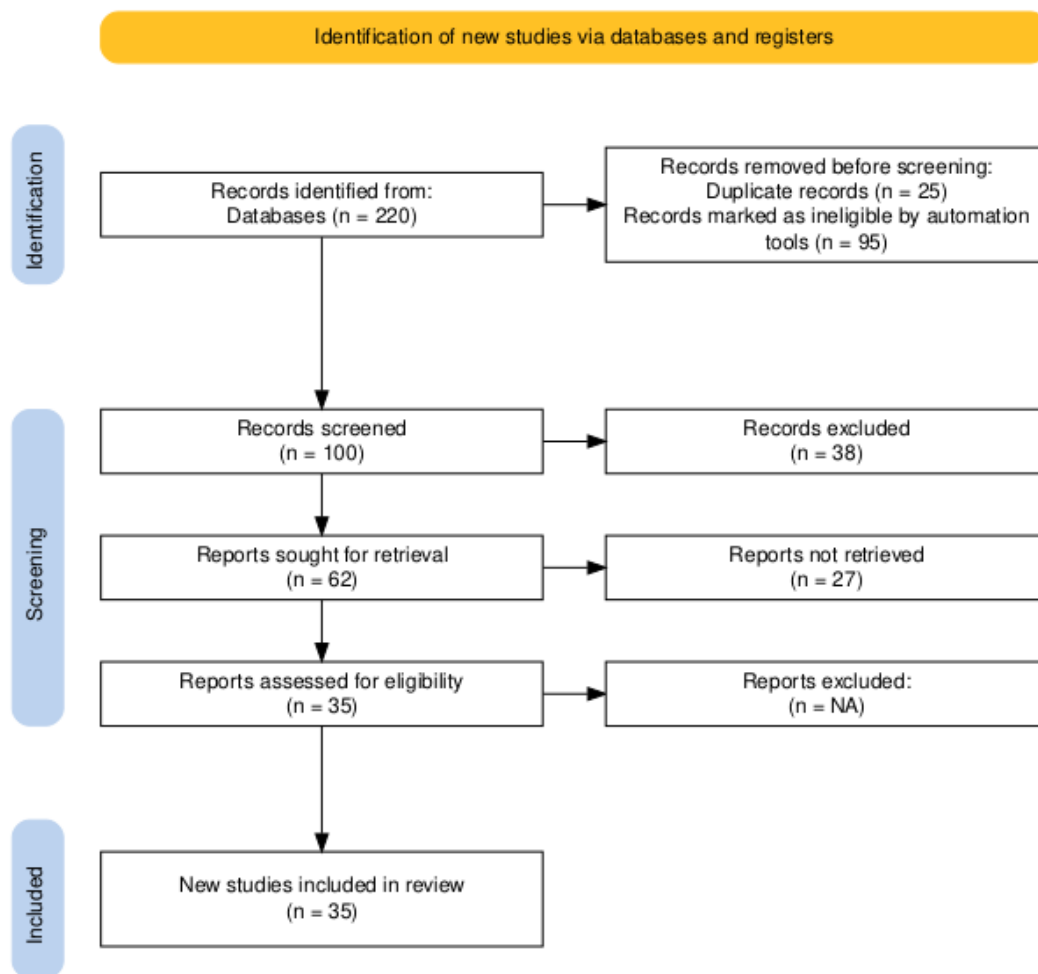 Identification of new studies via databases and registers
Identification
Records identified from:
Databases (n = 220)
Records removed before screening:
Duplicate records (n = 25)
Records marked as ineligible by automation
tools (n = 95)
Screening
Records screened
(n = 100)
Records excluded
(n = 38)
Reports sought for retrieval
(n = 62)
Reports not retrieved
(n = 27)
Reports assessed for eligibility
(n = 35)
Reports excluded:
(n = NA)
Included
New studies included in review
(n = 35)